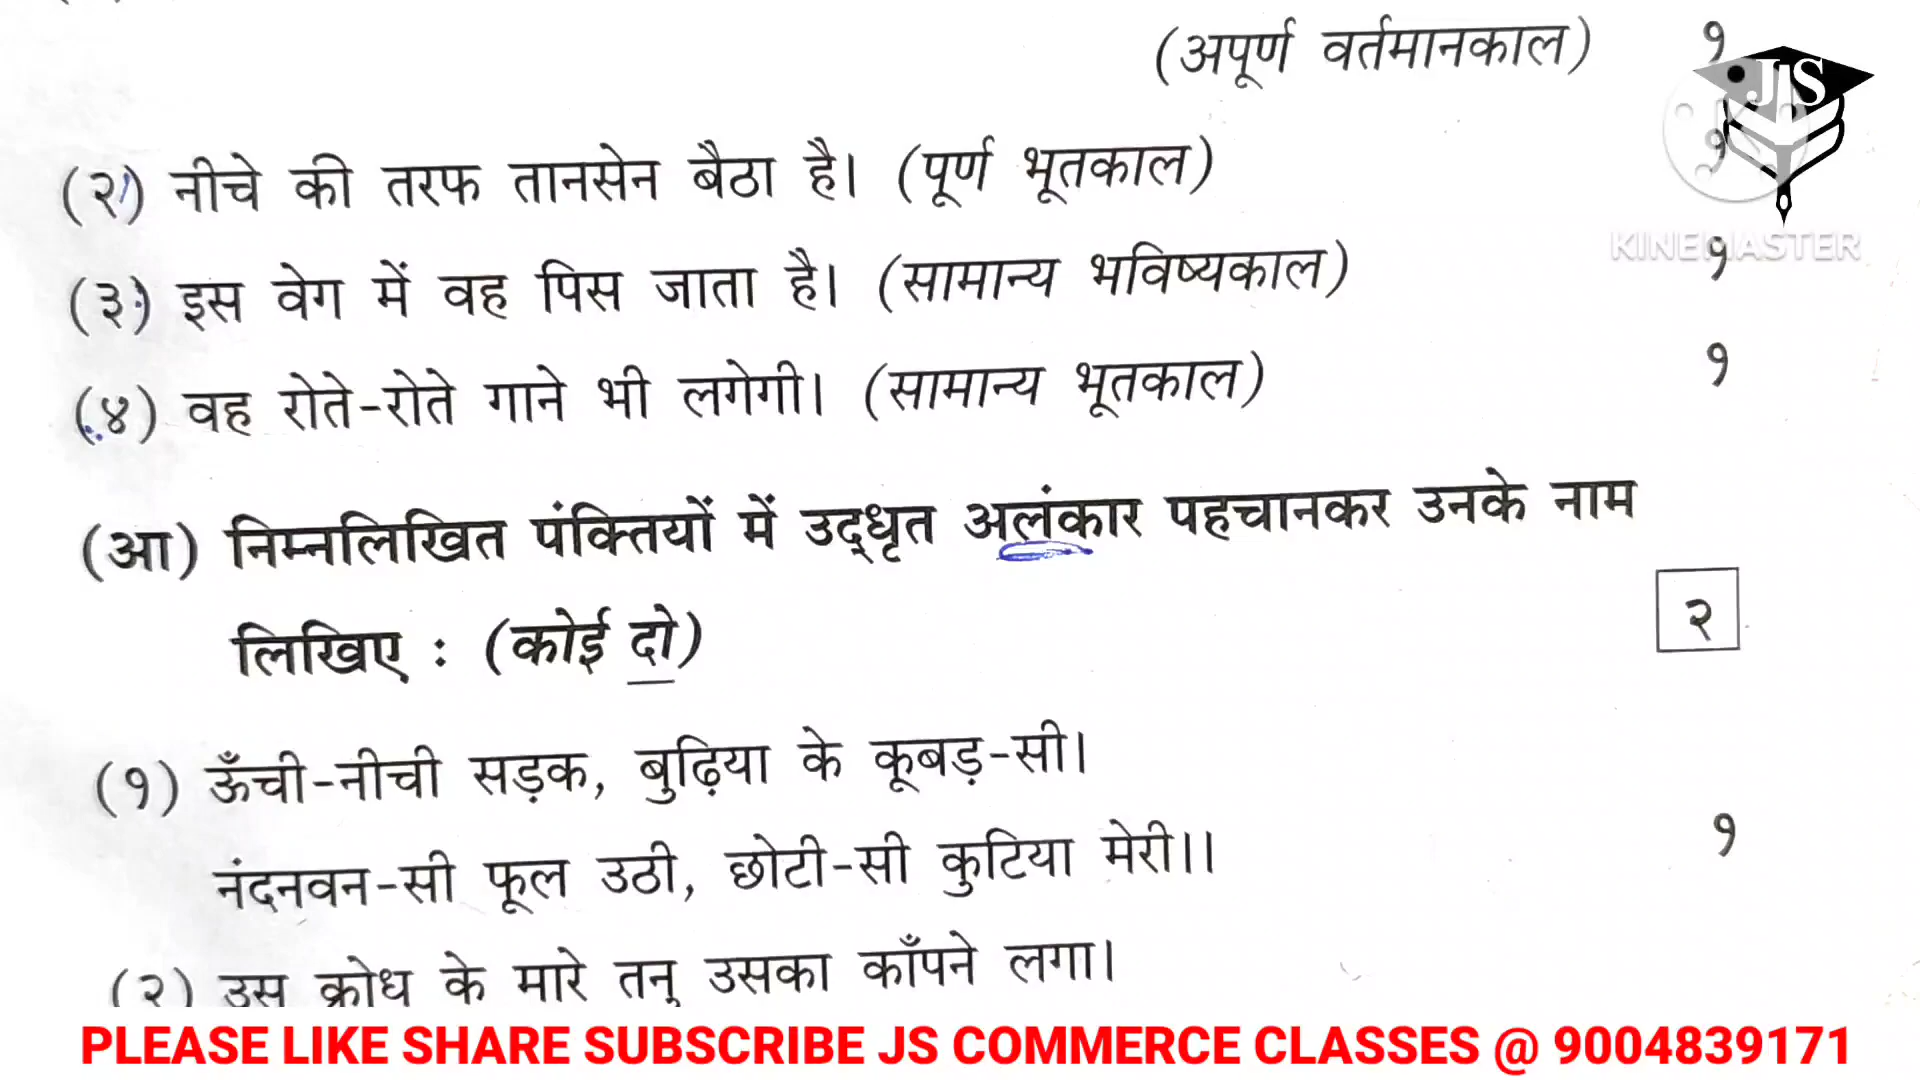 (अपूर्ण वर्तमानकाल) १
JS
(२) नीचे की तरफ तानसेन बैठा है। (पूर्ण भूतकाल) १
KINEMASTER
(३) इस वेग में वह पिस जाता है। (सामान्य भविष्यकाल) १
(४) वह रोते-रोते गाने भी लगेगी। (सामान्य भूतकाल) १
(आ) निम्नलिखित पंक्तियों में उद्धृत अलंकार पहचानकर उनके नाम
लिखिए : (कोई दो) २
(१) ऊँची-नीची सड़क, बुढ़िया के कूबड़-सी।
नंदनवन-सी फूल उठी, छोटी-सी कुटिया मेरी।। १
(२) उस क्रोध के मारे तनु उसका काँपने लगा।
PLEASE LIKE SHARE SUBSCRIBE JS COMMERCE CLASSES @ 9004839171